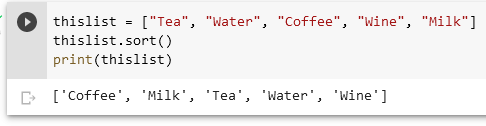 thislist = ["Tea", "Water", "Coffee", "Wine", "Milk"]
thislist.sort()
print(thislist)
['Coffee', 'Milk', 'Tea', 'Water', 'Wine']